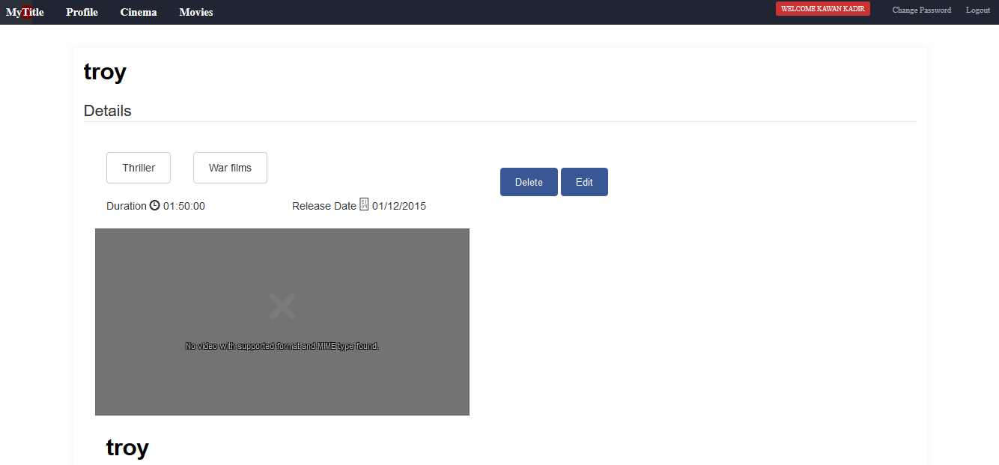 MyTitle Profile Cinema Movies WELCOME KAWAN KADIR Change Password Logout
troy
Details
Thriller War films
Delete Edit
Duration 01:50:00 Release Date 01/12/2015
No video with supported format and MIME type found.
troy